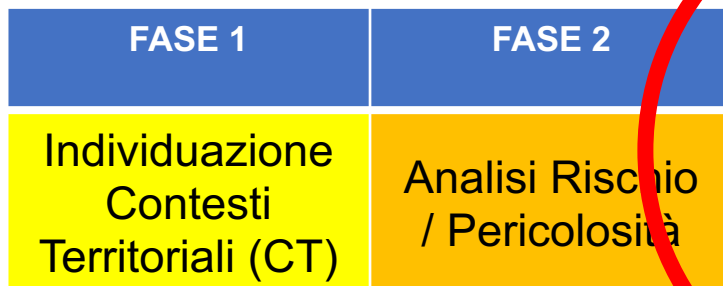 FASE 1
FASE 2
Individuazione
Contesti
Territoriali (CT)
Analisi Rischio
/ Pericolosità